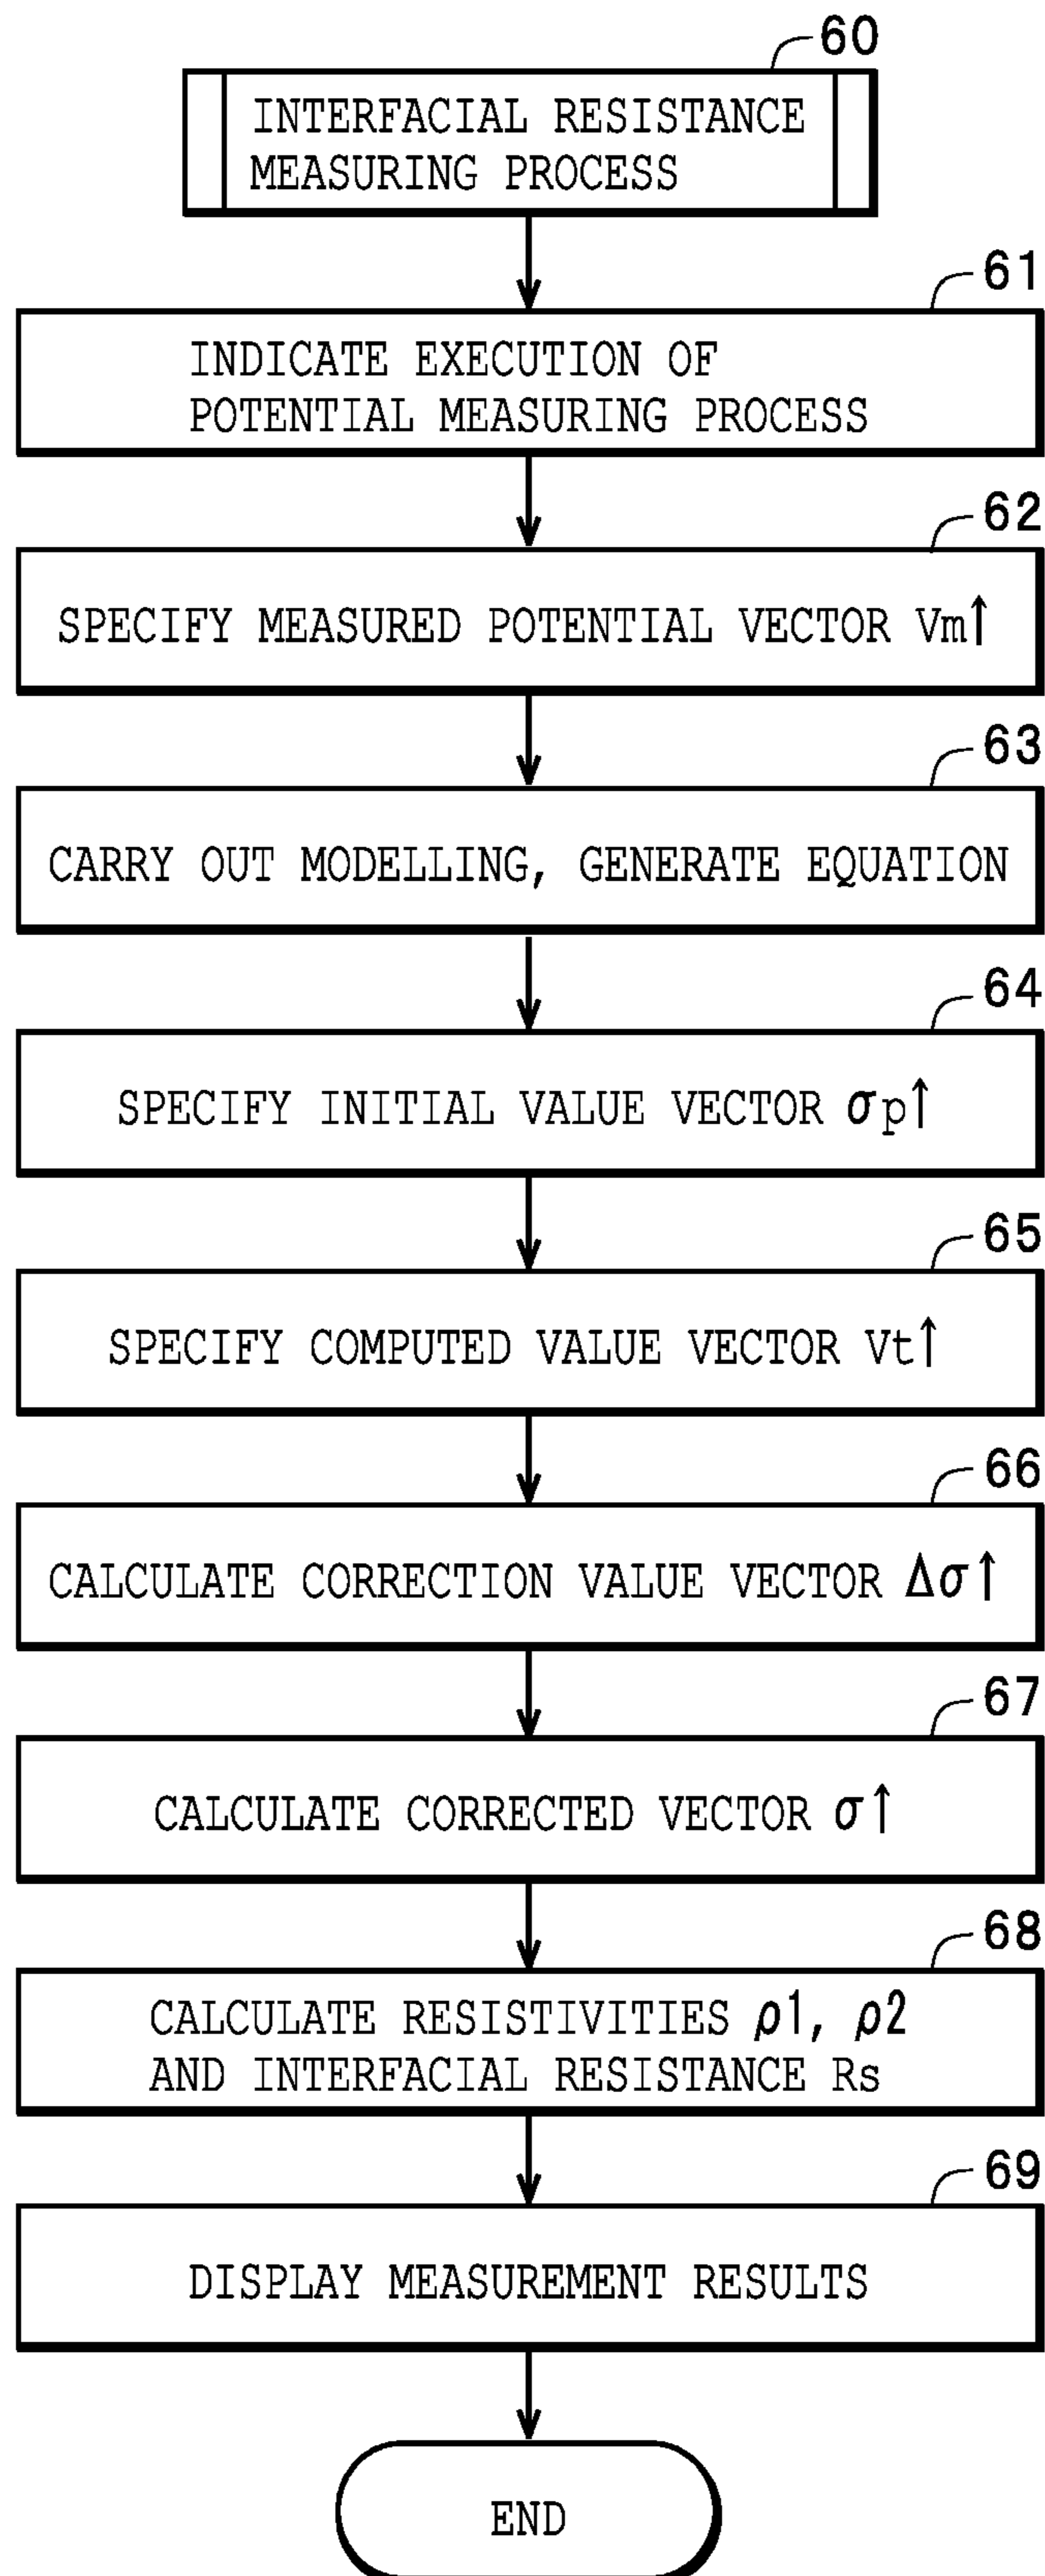 60
INTERFACIAL RESISTANCE
MEASURING PROCESS
61
INDICATE EXECUTION OF
POTENTIAL MEASURING PROCESS
62
SPECIFY MEASURED POTENTIAL VECTOR Vm↑
63
CARRY OUT MODELLING, GENERATE EQUATION
64
SPECIFY INITIAL VALUE VECTOR σp↑
65
SPECIFY COMPUTED VALUE VECTOR Vt↑
66
CALCULATE CORRECTION VALUE VECTOR Δσ↑
67
CALCULATE CORRECTED VECTOR σ↑
68
CALCULATE RESISTIVITIES ρ1, ρ2
AND INTERFACIAL RESISTANCE Rs
69
DISPLAY MEASUREMENT RESULTS
END